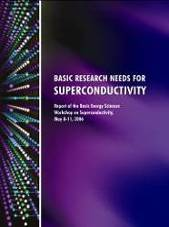 BASIC RESEARCH NEEDS FOR
SUPERCONDUCTIVITY
Report of the Basic Energy Sciences
Workshop on Superconductivity,
May 8-11, 2006